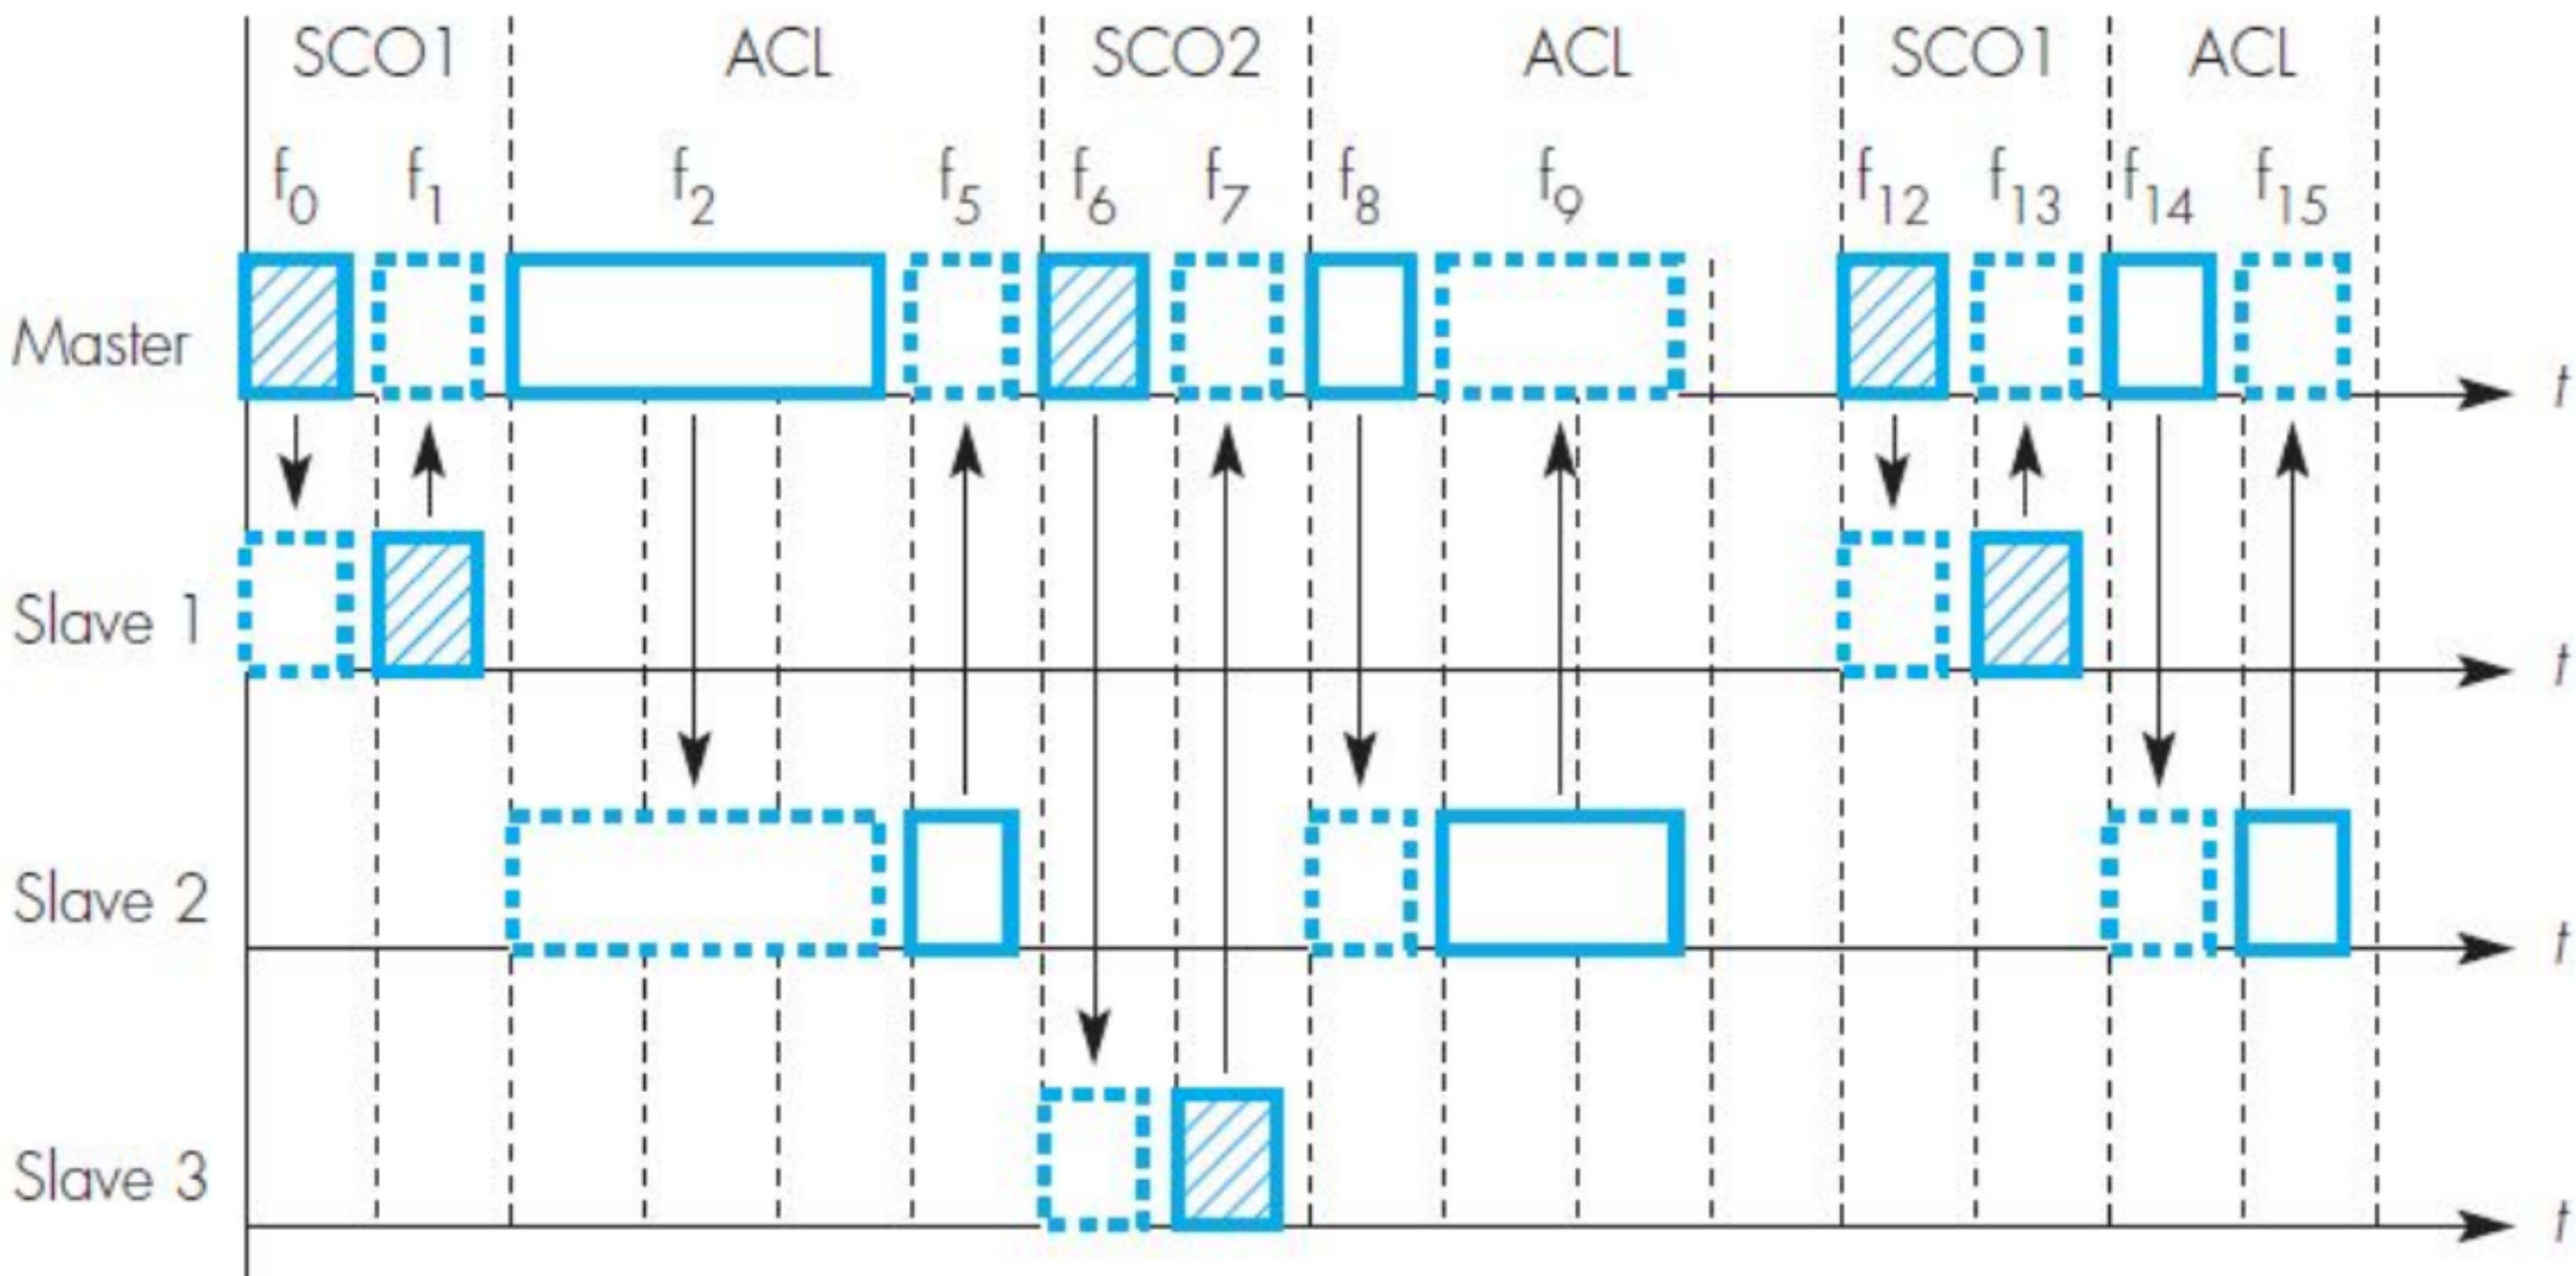 SCO1 ACL SCO2 ACL SCO1 ACL
f0 f1 f2 f5 f6 f7 f8 f9 f12 f13 f14 f15
Master t
Slave 1 t
Slave 2 t
Slave 3 t